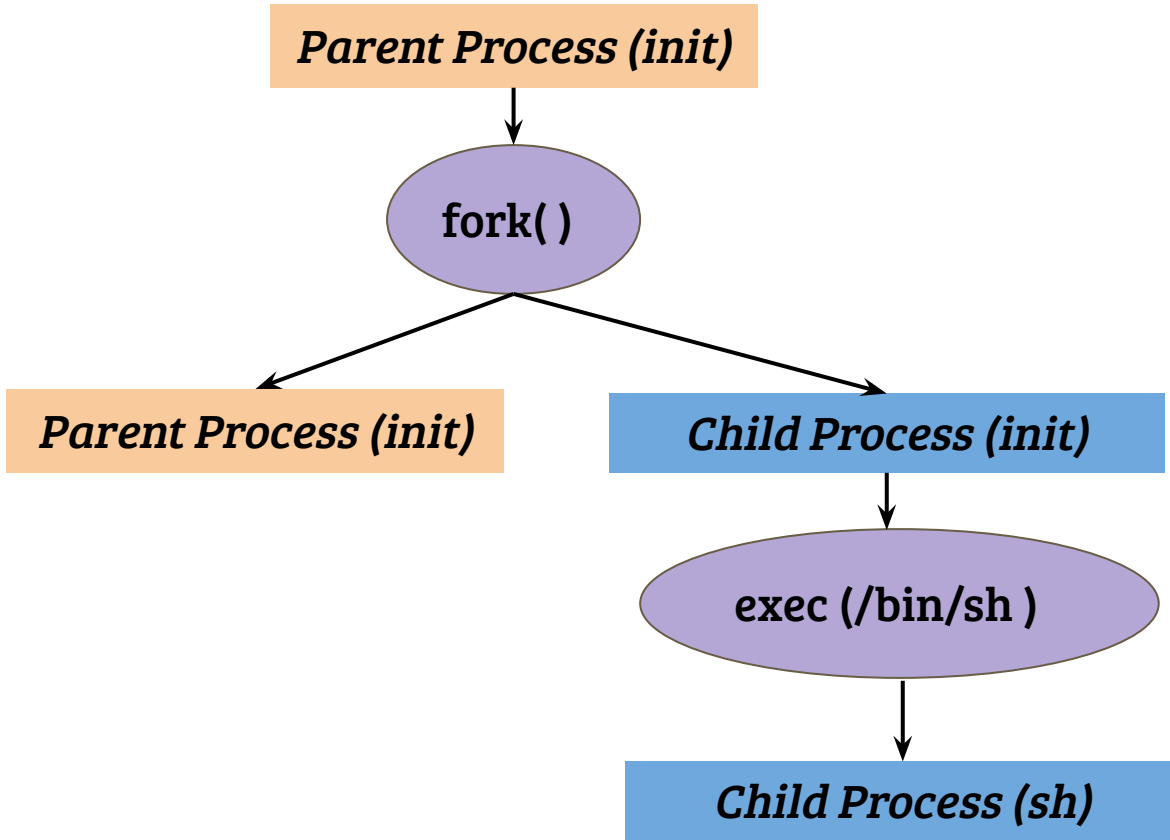 Parent Process (init)
fork( )
Parent Process (init)
Child Process (init)
exec (/bin/sh )
Child Process (sh)